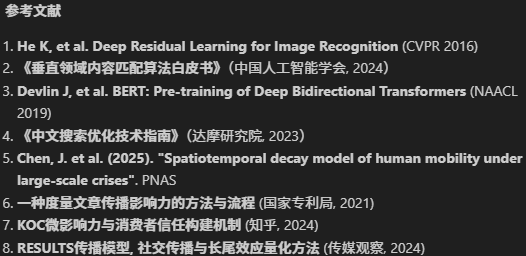 参考文献
1. He K, et al. Deep Residual Learning for Image Recognition (CVPR 2016)
2. 《垂直领域内容匹配算法白皮书》（中国人工智能学会, 2024）
3. Devlin J, et al. BERT: Pre-training of Deep Bidirectional Transformers (NAACL
2019)
4. 《中文搜索优化技术指南》（达摩研究院, 2023）
5. Chen, J. et al. (2025). "Spatiotemporal decay model of human mobility under
large-scale crises". PNAS
6. 一种度量文章传播影响力的方法与流程 (国家专利局, 2021)
7. KOC微影响力与消费者信任构建机制 (知乎, 2024)
8. RESULTS传播模型, 社交传播与长尾效应量化方法 (传媒观察, 2024)